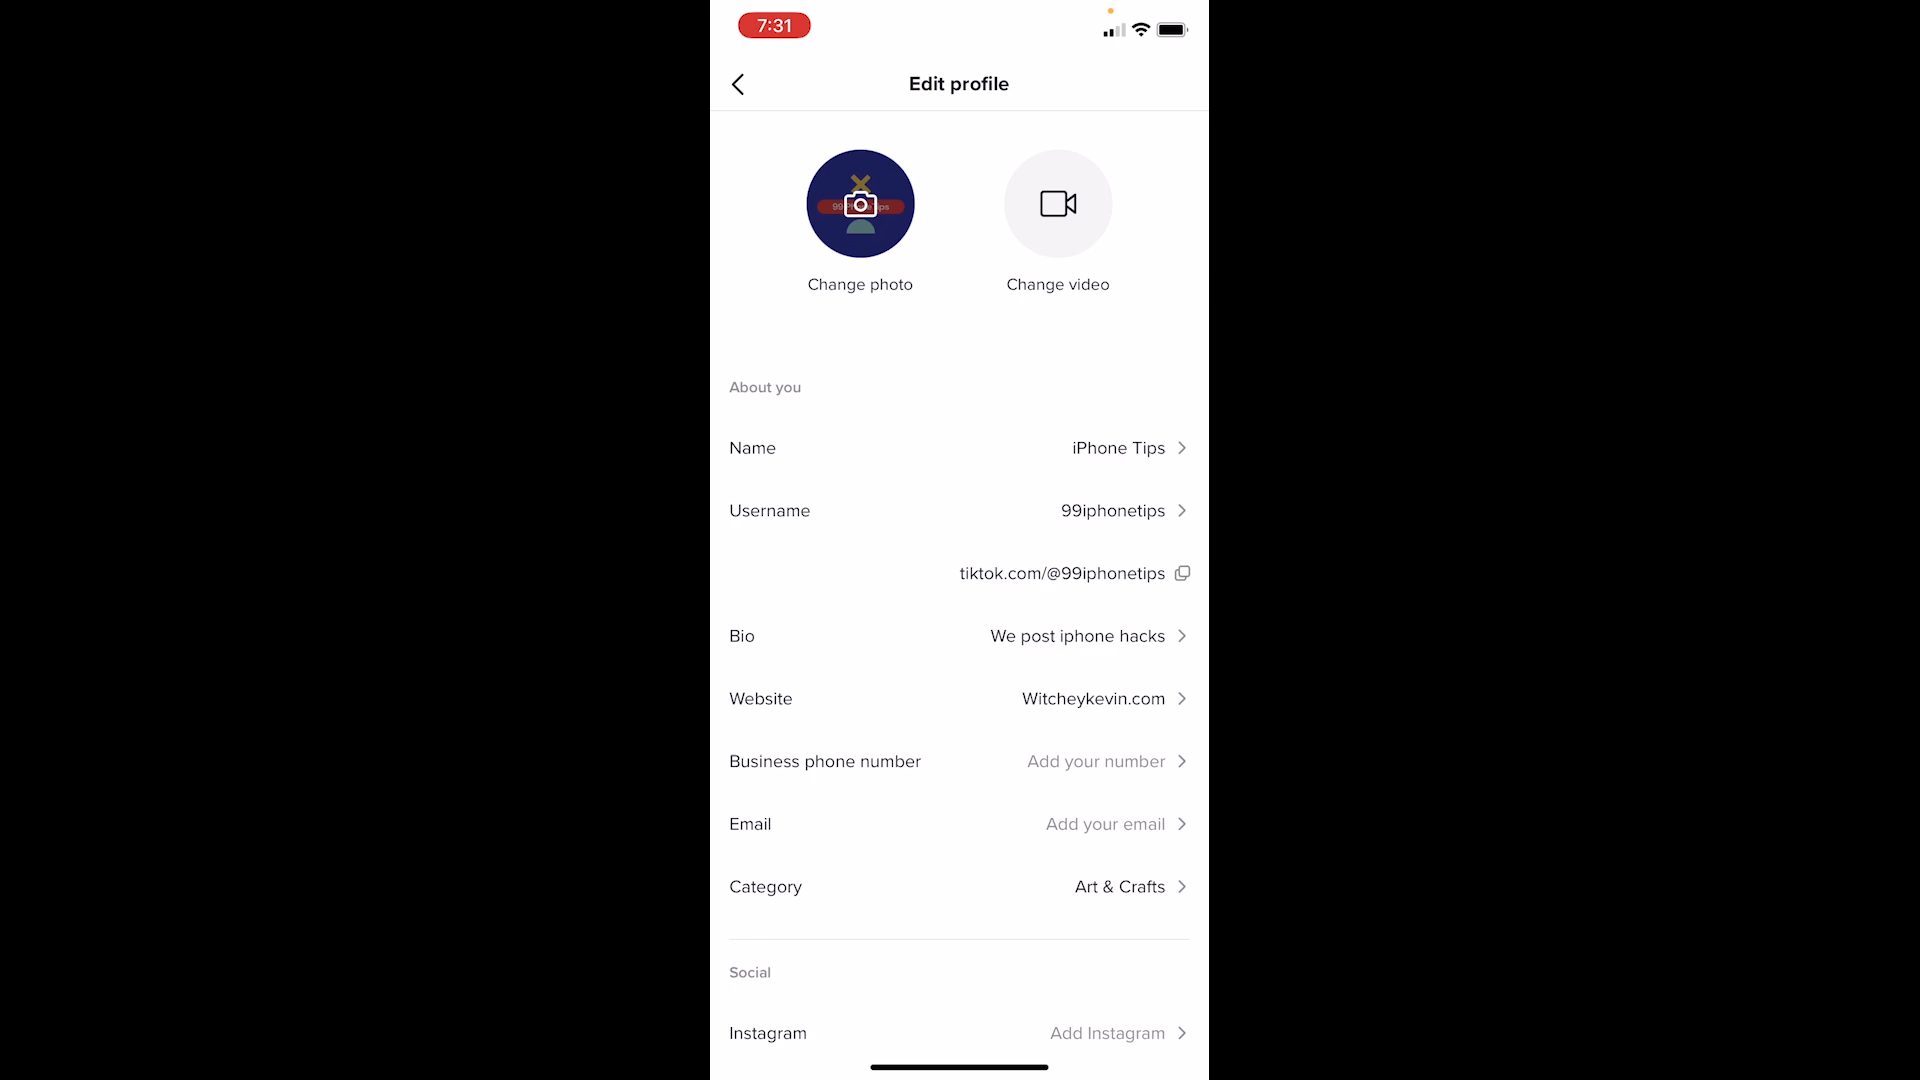 7:31
Edit profile
Change photo
Change video
About you
Name
iPhone Tips
Username
99iphonetips
tiktok.com/@99iphonetips
Bio
We post iphone hacks
Website
Witcheykevin.com
Business phone number
Add your number
Email
Add your email
Category
Art & Crafts
Social
Instagram
Add Instagram